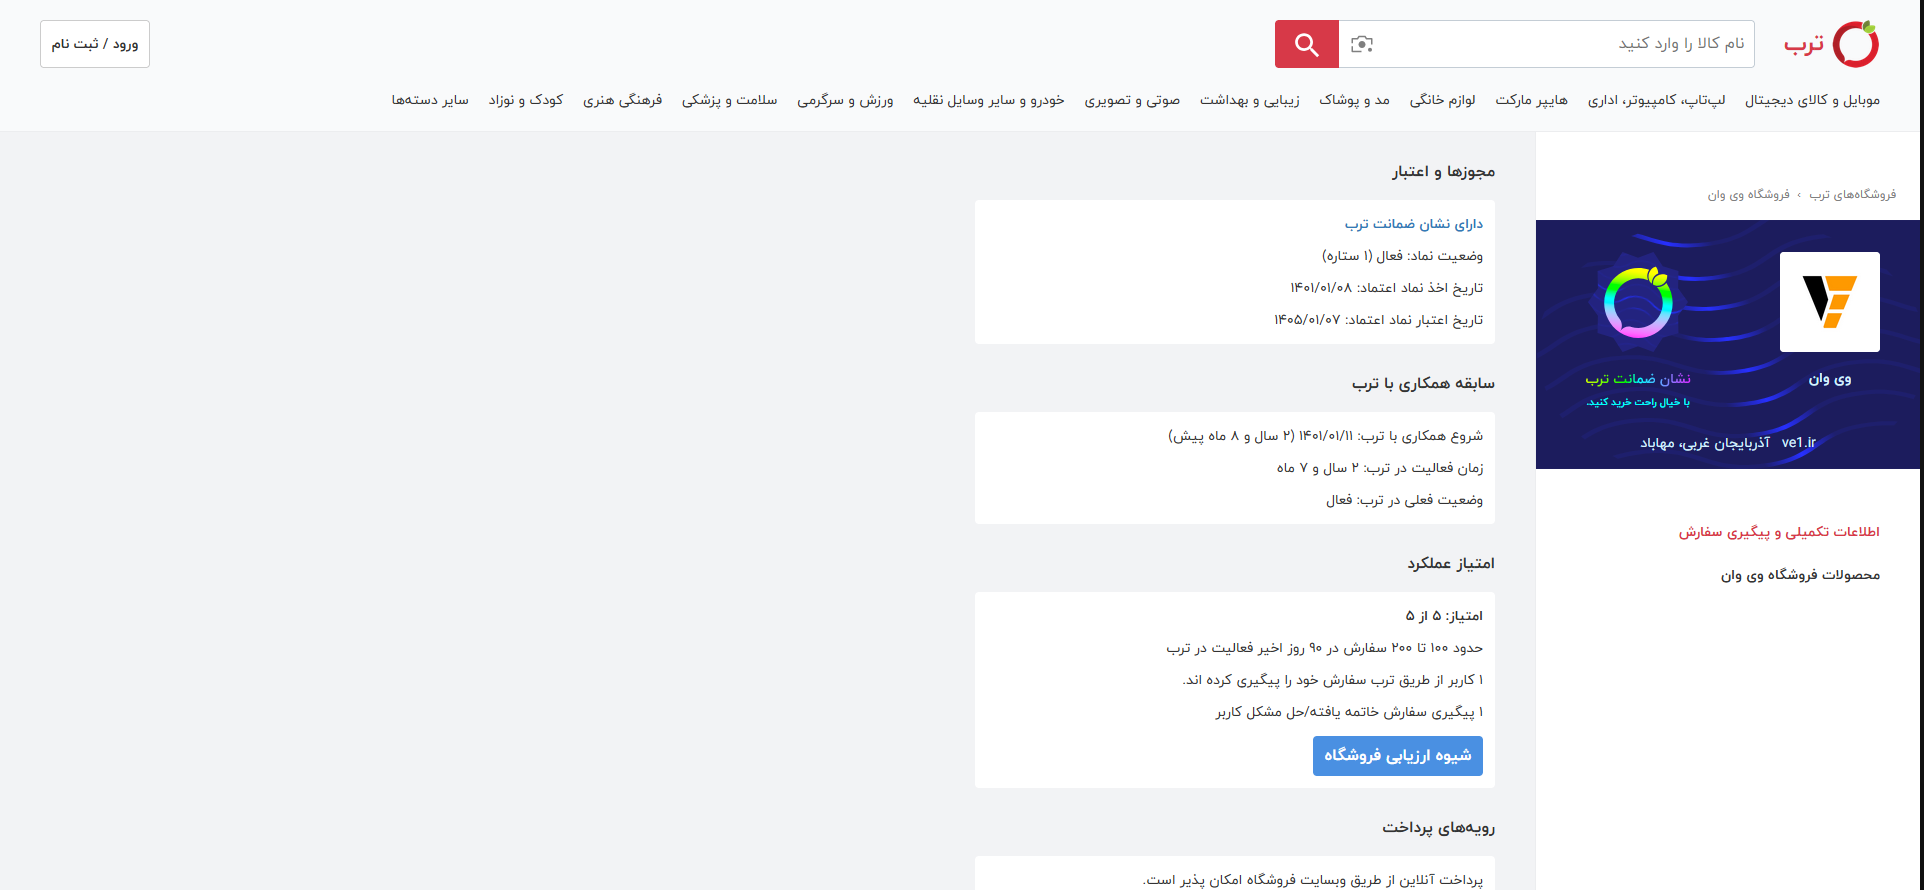 ترب
نام کالا را وارد کنید
ورود / ثبت نام
موبایل و کالای دیجیتال
لپ‌تاپ، کامپیوتر، اداری
هایپر مارکت
لوازم خانگی
مد و پوشاک
زیبایی و بهداشت
صوتی و تصویری
خودرو و سایر وسایل نقلیه
ورزش و سرگرمی
سلامت و پزشکی
فرهنگی هنری
کودک و نوزاد
سایر دسته‌ها
فروشگاه‌های ترب › فروشگاه وی وان
وی وان
نشان ضمانت ترب
با خیال راحت خرید کنید.
ve1.ir آذربایجان غربی، مهاباد
اطلاعات تکمیلی و پیگیری سفارش
محصولات فروشگاه وی وان
مجوزها و اعتبار
دارای نشان ضمانت ترب
وضعیت نماد: فعال (۱ ستاره)
تاریخ اخذ نماد اعتماد: ۱۴۰۱/۰۱/۰۸
تاریخ اعتبار نماد اعتماد: ۱۴۰۵/۰۱/۰۷
سابقه همکاری با ترب
شروع همکاری با ترب: ۱۴۰۱/۰۱/۱۱ (۲ سال و ۸ ماه پیش)
زمان فعالیت در ترب: ۲ سال و ۷ ماه
وضعیت فعلی در ترب: فعال
امتیاز عملکرد
امتیاز: ۵ از ۵
حدود ۱۰۰ تا ۲۰۰ سفارش در ۹۰ روز اخیر فعالیت در ترب
۱ کاربر از طریق ترب سفارش خود را پیگیری کرده اند.
۱ پیگیری سفارش خاتمه یافته/حل مشکل کاربر
شیوه ارزیابی فروشگاه
رویه‌های پرداخت
پرداخت آنلاین از طریق وبسایت فروشگاه امکان پذیر است.